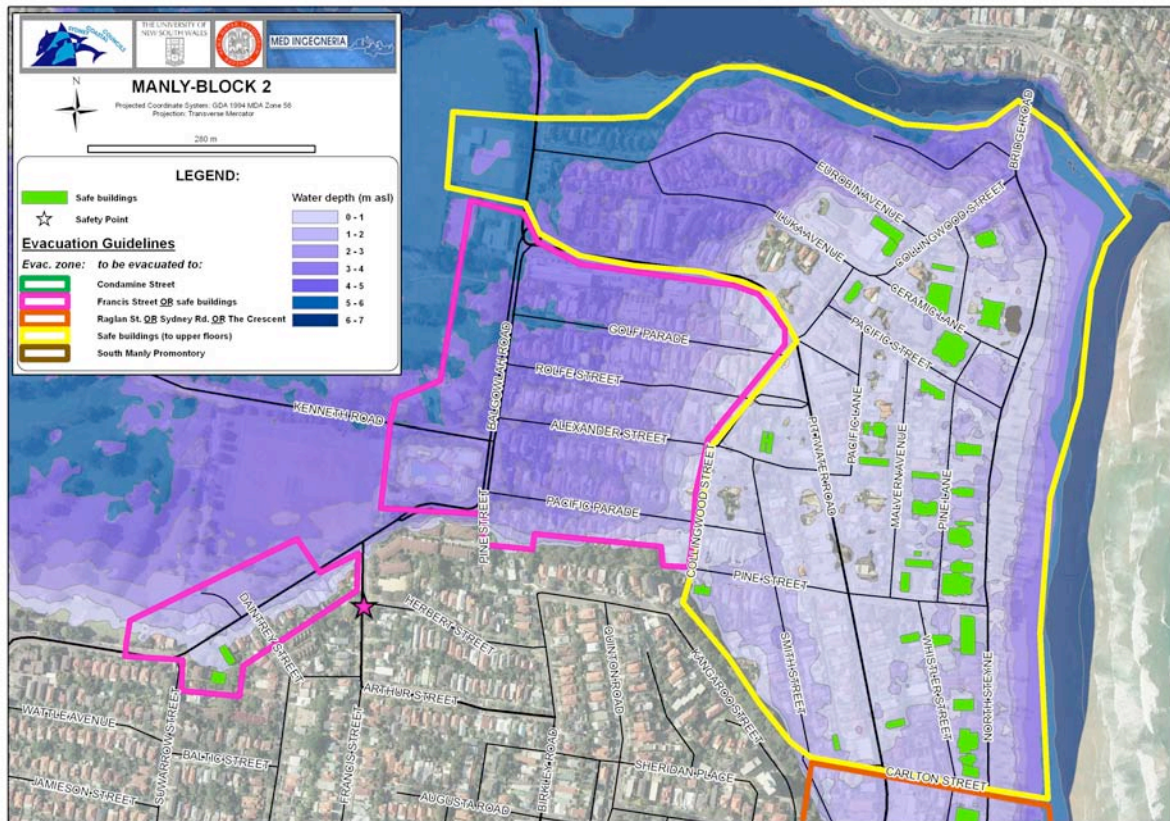 SYDNEY COASTAL COUNCILS
THE UNIVERSITY OF
NEW SOUTH WALES
MED INGEGNERIA
N
MANLY-BLOCK 2
Projected Coordinate System: GDA 1994 MDA Zone 56
Projection: Transverse Mercator
280 m
LEGEND:
Safe buildings
Safety Point
Evacuation Guidelines
Evac. zone: to be evacuated to:
Condamine Street
Francis Street OR safe buildings
Raglan St. OR Sydney Rd. OR The Crescent
Safe buildings (to upper floors)
South Manly Promontory
Water depth (m asl)
0 - 1
1 - 2
2 - 3
3 - 4
4 - 5
5 - 6
6 - 7
BRIDGE ROAD
EUROBIN AVENUE
COLLINGWOOD STREET
ILUKA AVENUE
CERAMIC LANE
PACIFIC STREET
GOLF PARADE
BALGOWLAH ROAD
ROLFE STREET
KENNETH ROAD
ALEXANDER STREET
PITTWATER ROAD
PACIFIC LANE
MALVERN AVENUE
PINE LANE
PACIFIC PARADE
COLLINGWOOD STREET
PINE STREET
PINE STREET
DAINTREY STREET
HERBERT STREET
QUINTON ROAD
KANGAROO STREET
SMITH STREET
WHISTLER STREET
NORTH STEYNE
ARTHUR STREET
WATTLE AVENUE
SUWARROW STREET
BALTIC STREET
FRANCIS STREET
BIRKLEY ROAD
SHERIDAN PLACE
CARLTON STREET
JAMIESON STREET
AUGUSTA ROAD